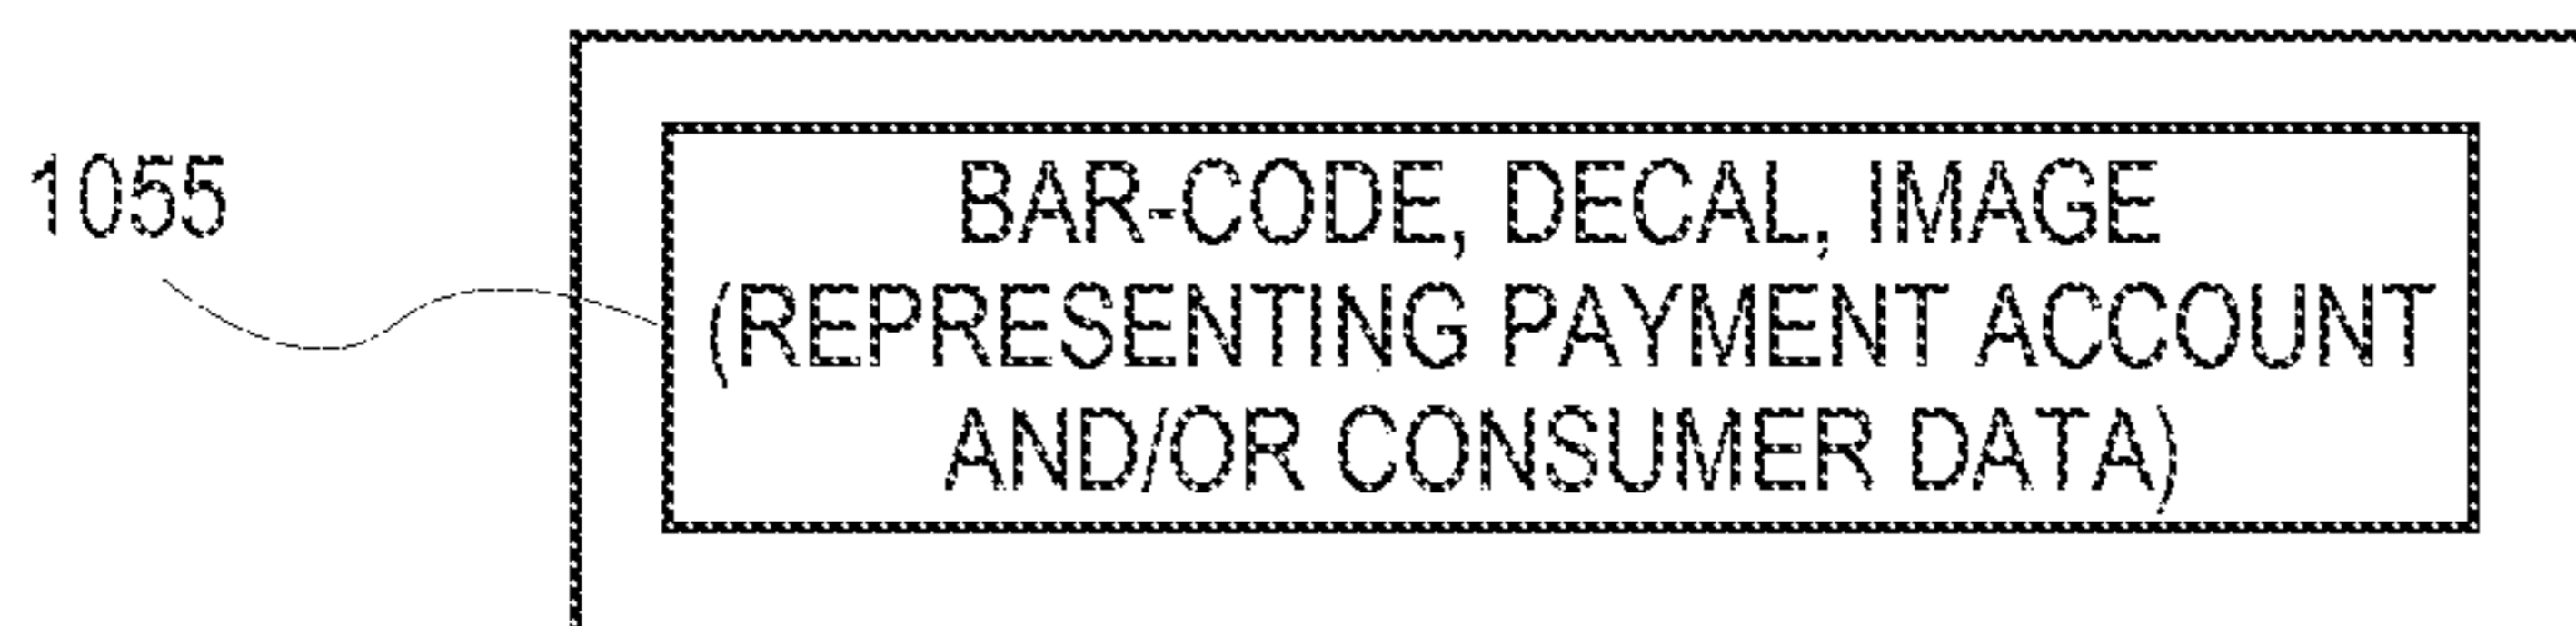 1055
BAR-CODE, DECAL, IMAGE
(REPRESENTING PAYMENT ACCOUNT
AND/OR CONSUMER DATA)